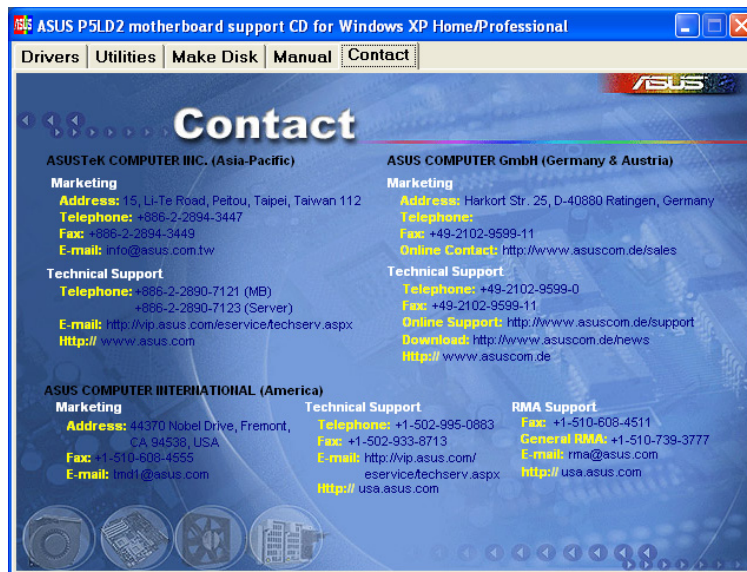 ASUS P5LD2 motherboard support CD for Windows XP Home/Professional
Drivers Utilities Make Disk Manual Contact
ASUS
Contact
ASUSTeK COMPUTER INC. (Asia-Pacific)
Marketing
Address: 15, Li-Te Road, Peitou, Taipei, Taiwan 112
Telephone: +886-2-2894-3447
Fax: +886-2-2894-3449
E-mail: info@asus.com.tw
Technical Support
Telephone: +886-2-2890-7121 (MB)
+886-2-2890-7123 (Server)
E-mail: http://vip.asus.com/eservice/techserv.aspx
Http:// www.asus.com
ASUS COMPUTER GmbH (Germany & Austria)
Marketing
Address: Harkort Str. 25, D-40880 Ratingen, Germany
Telephone:
Fax: +49-2102-9599-11
Online Contact: http://www.asuscom.de/sales
Technical Support
Telephone: +49-2102-9599-0
Fax: +49-2102-9599-11
Online Support: http://www.asuscom.de/support
Download: http://www.asuscom.de/news
Http:// www.asuscom.de
ASUS COMPUTER INTERNATIONAL (America)
Marketing
Address: 44370 Nobel Drive, Fremont,
CA 94538, USA
Fax: +1-510-608-4555
E-mail: tmd1@asus.com
Technical Support
Telephone: +1-502-995-0883
Fax: +1-502-933-8713
E-mail: http://vip.asus.com/
eservice/techserv.aspx
Http:// usa.asus.com
RMA Support
Fax: +1-510-608-4511
General RMA: +1-510-739-3777
E-mail: rma@asus.com
http:// usa.asus.com